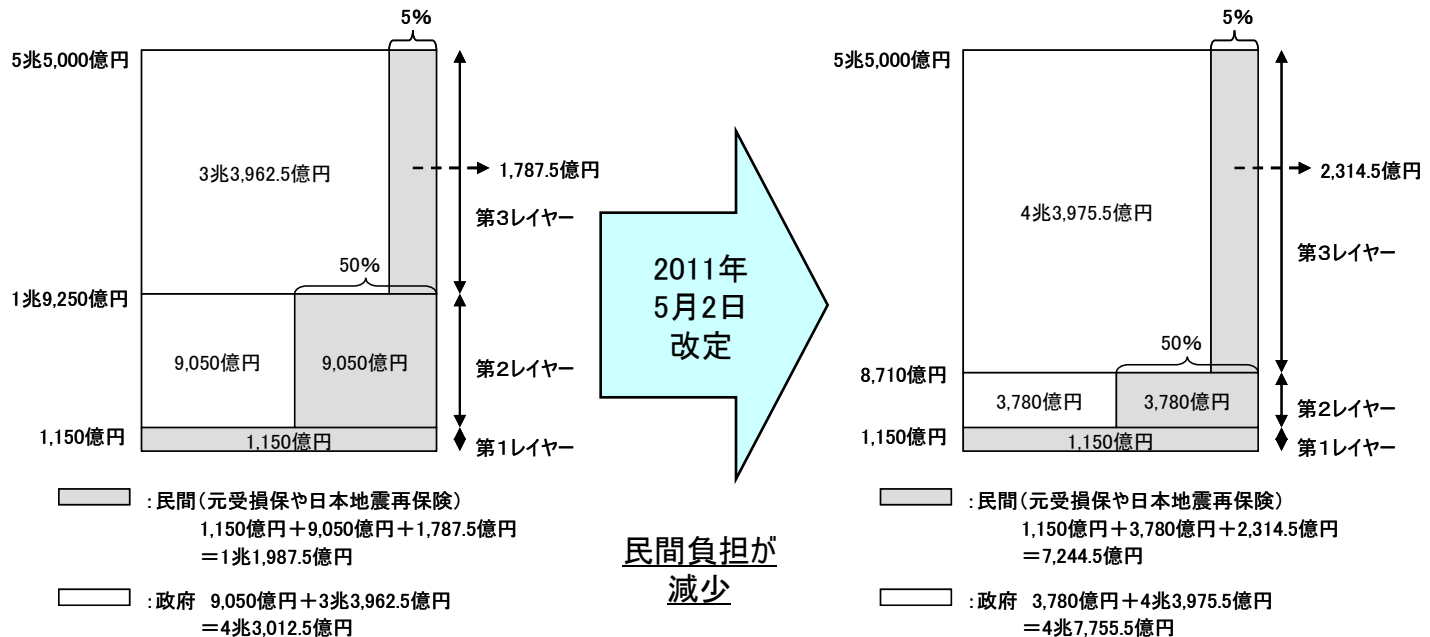 5%
5兆5,000億円
3兆3,962.5億円
1,787.5億円
第3レイヤー
50%
1兆9,250億円
9,050億円
9,050億円
第2レイヤー
1,150億円
1,150億円
第1レイヤー
:民間(元受損保や日本地震再保険)
1,150億円+9,050億円+1,787.5億円
=1兆1,987.5億円
:政府 9,050億円+3兆3,962.5億円
=4兆3,012.5億円
2011年
5月2日
改定
民間負担が
減少
5%
5兆5,000億円
4兆3,975.5億円
2,314.5億円
第3レイヤー
50%
8,710億円
3,780億円
3,780億円
第2レイヤー
1,150億円
1,150億円
第1レイヤー
:民間(元受損保や日本地震再保険)
1,150億円+3,780億円+2,314.5億円
=7,244.5億円
:政府 3,780億円+4兆3,975.5億円
=4兆7,755.5億円